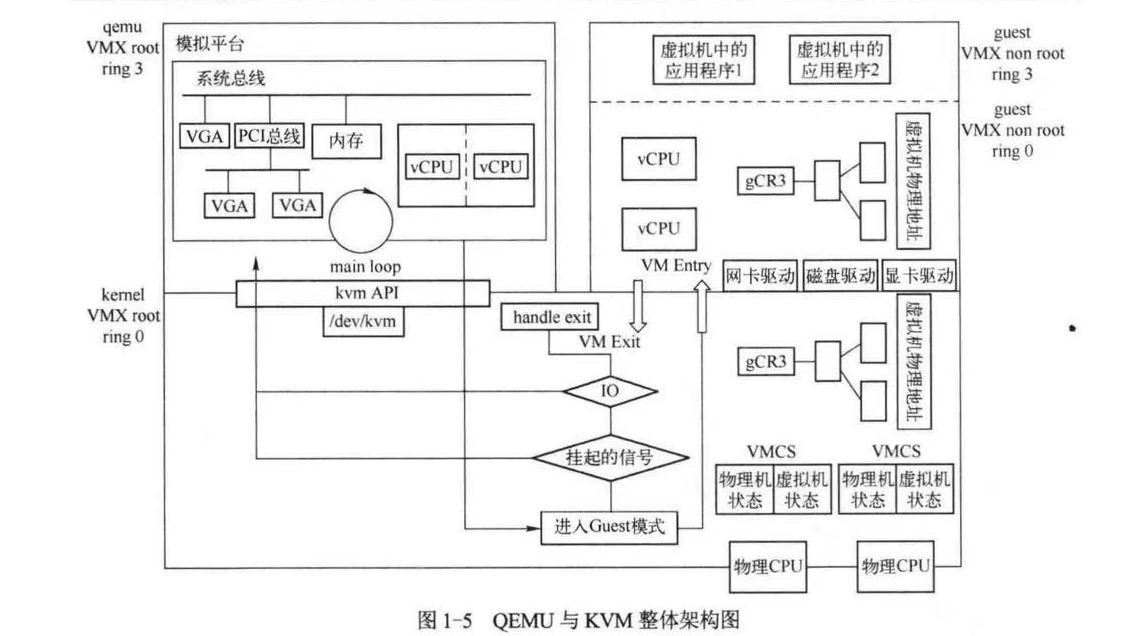 qemu
VMX root
ring 3
模拟平台
系统总线
VGA
PCI总线
内存
vCPU
vCPU
VGA
VGA
main loop
虚拟机中的
应用程序1
虚拟机中的
应用程序2
guest
VMX non root
ring 3
guest
VMX non root
ring 0
vCPU
vCPU
gCR3
虚拟机物理地址
VM Entry
网卡驱动
磁盘驱动
显卡驱动
kernel
VMX root
ring 0
kvm API
/dev/kvm
handle exit
VM Exit
IO
挂起的信号
进入Guest模式
gCR3
虚拟机物理地址
VMCS
物理机
状态
虚拟机
状态
VMCS
物理机
状态
虚拟机
状态
物理CPU
物理CPU
图 1-5 QEMU 与 KVM 整体架构图